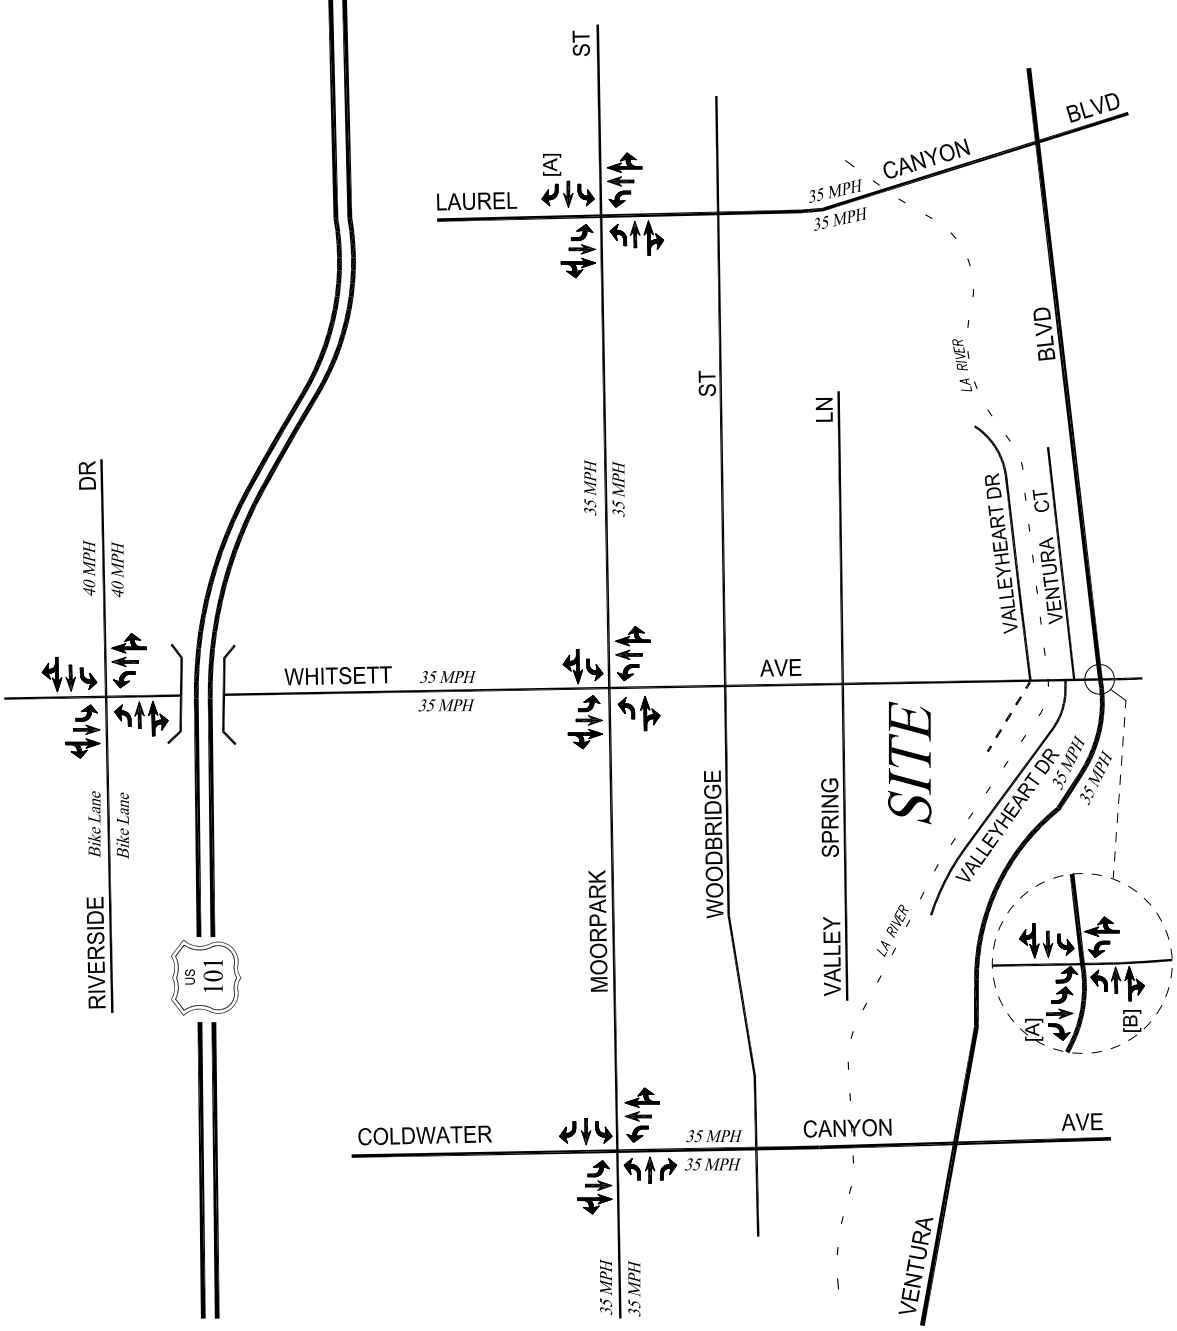 ST
BLVD
[A]
CANYON
LAUREL
35 MPH
35 MPH
BLVD
LA RIVER
ST
LN
DR
35 MPH
35 MPH
VALLEYHEART DR
CT
40 MPH
40 MPH
VENTURA
WHITSETT
35 MPH
AVE
35 MPH
SITE
35 MPH
35 MPH
VALLEYHEART DR
Bike Lane
Bike Lane
WOODBRIDGE
SPRING
RIVERSIDE
MOORPARK
VALLEY
LA RIVER
US
101
[A]
[B]
COLDWATER
35 MPH
CANYON
AVE
35 MPH
VENTURA
35 MPH
35 MPH